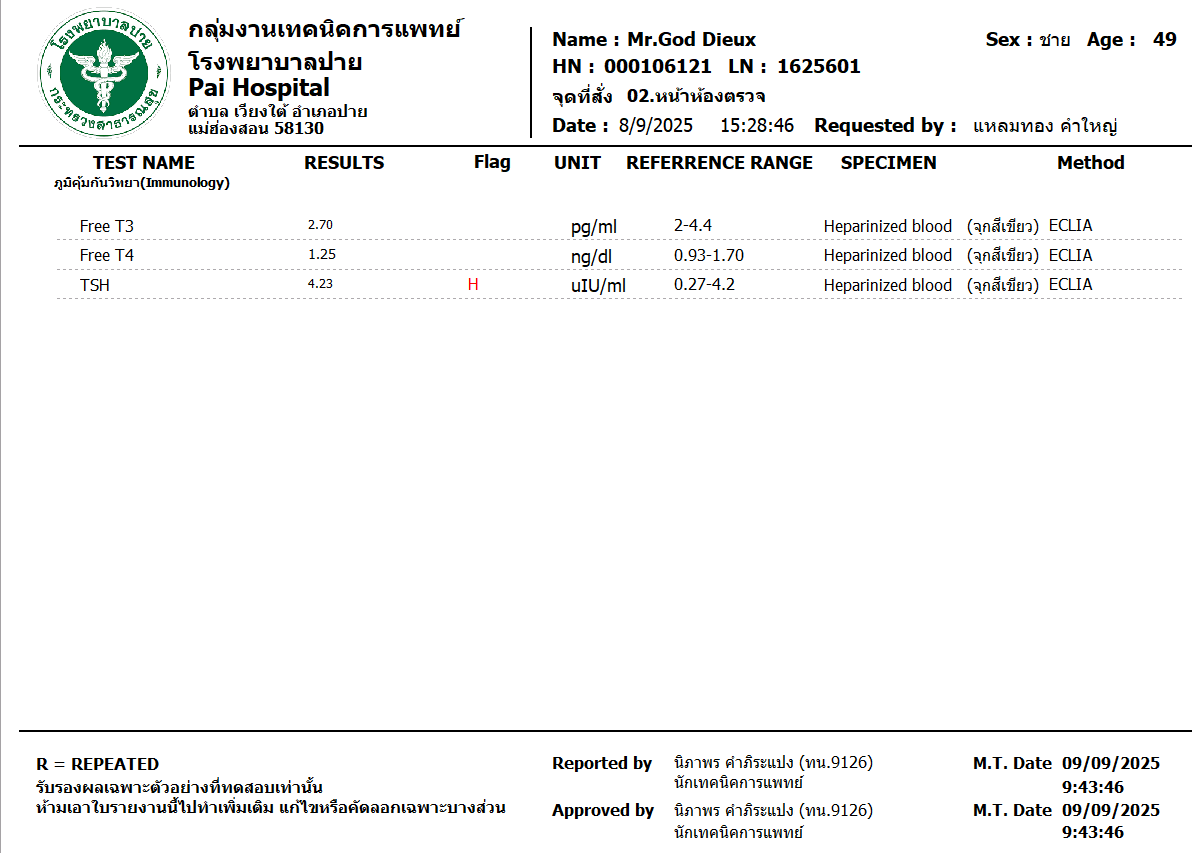 โรงพยาบาลปาย
กระทรวงสาธารณสุข
กลุ่มงานเทคนิคการแพทย์
โรงพยาบาลปาย
Pai Hospital
ตำบล เวียงใต้ อำเภอปาย
แม่ฮ่องสอน 58130
Name : Mr.God Dieux Sex : ชาย Age : 49
HN : 000106121 LN : 1625601
จุดที่สั่ง 02.หน้าห้องตรวจ
Date : 8/9/2025 15:28:46 Requested by : แหลมทอง คำใหญ่
TEST NAME RESULTS Flag UNIT REFERRENCE RANGE SPECIMEN Method
ภูมิคุ้มกันวิทยา(Immunology)
Free T3 2.70 pg/ml 2-4.4 Heparinized blood (จุกสีเขียว) ECLIA
Free T4 1.25 ng/dl 0.93-1.70 Heparinized blood (จุกสีเขียว) ECLIA
TSH 4.23 H uIU/ml 0.27-4.2 Heparinized blood (จุกสีเขียว) ECLIA
R = REPEATED
รับรองผลเฉพาะตัวอย่างที่ทดสอบเท่านั้น
ห้ามเอาใบรายงานนี้ไปทำเพิ่มเติม แก้ไขหรือคัดลอกเฉพาะบางส่วน
Reported by นิภาพร คำภิระแปง (ทน.9126) M.T. Date 09/09/2025
นักเทคนิคการแพทย์ 9:43:46
Approved by นิภาพร คำภิระแปง (ทน.9126) M.T. Date 09/09/2025
นักเทคนิคการแพทย์ 9:43:46